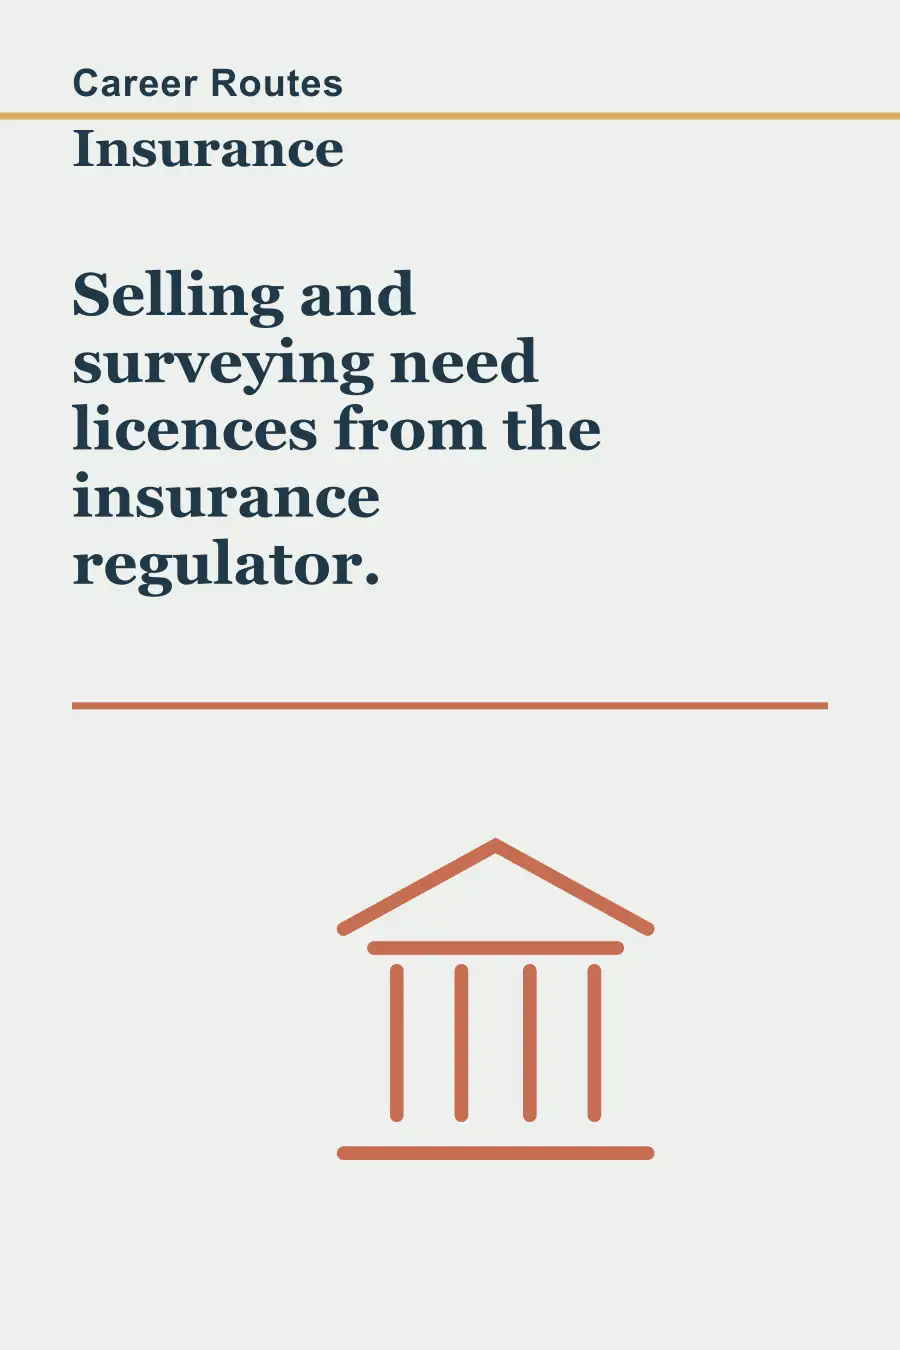 Career Routes
Insurance
Selling and
surveying need
licences from the
insurance
regulator.